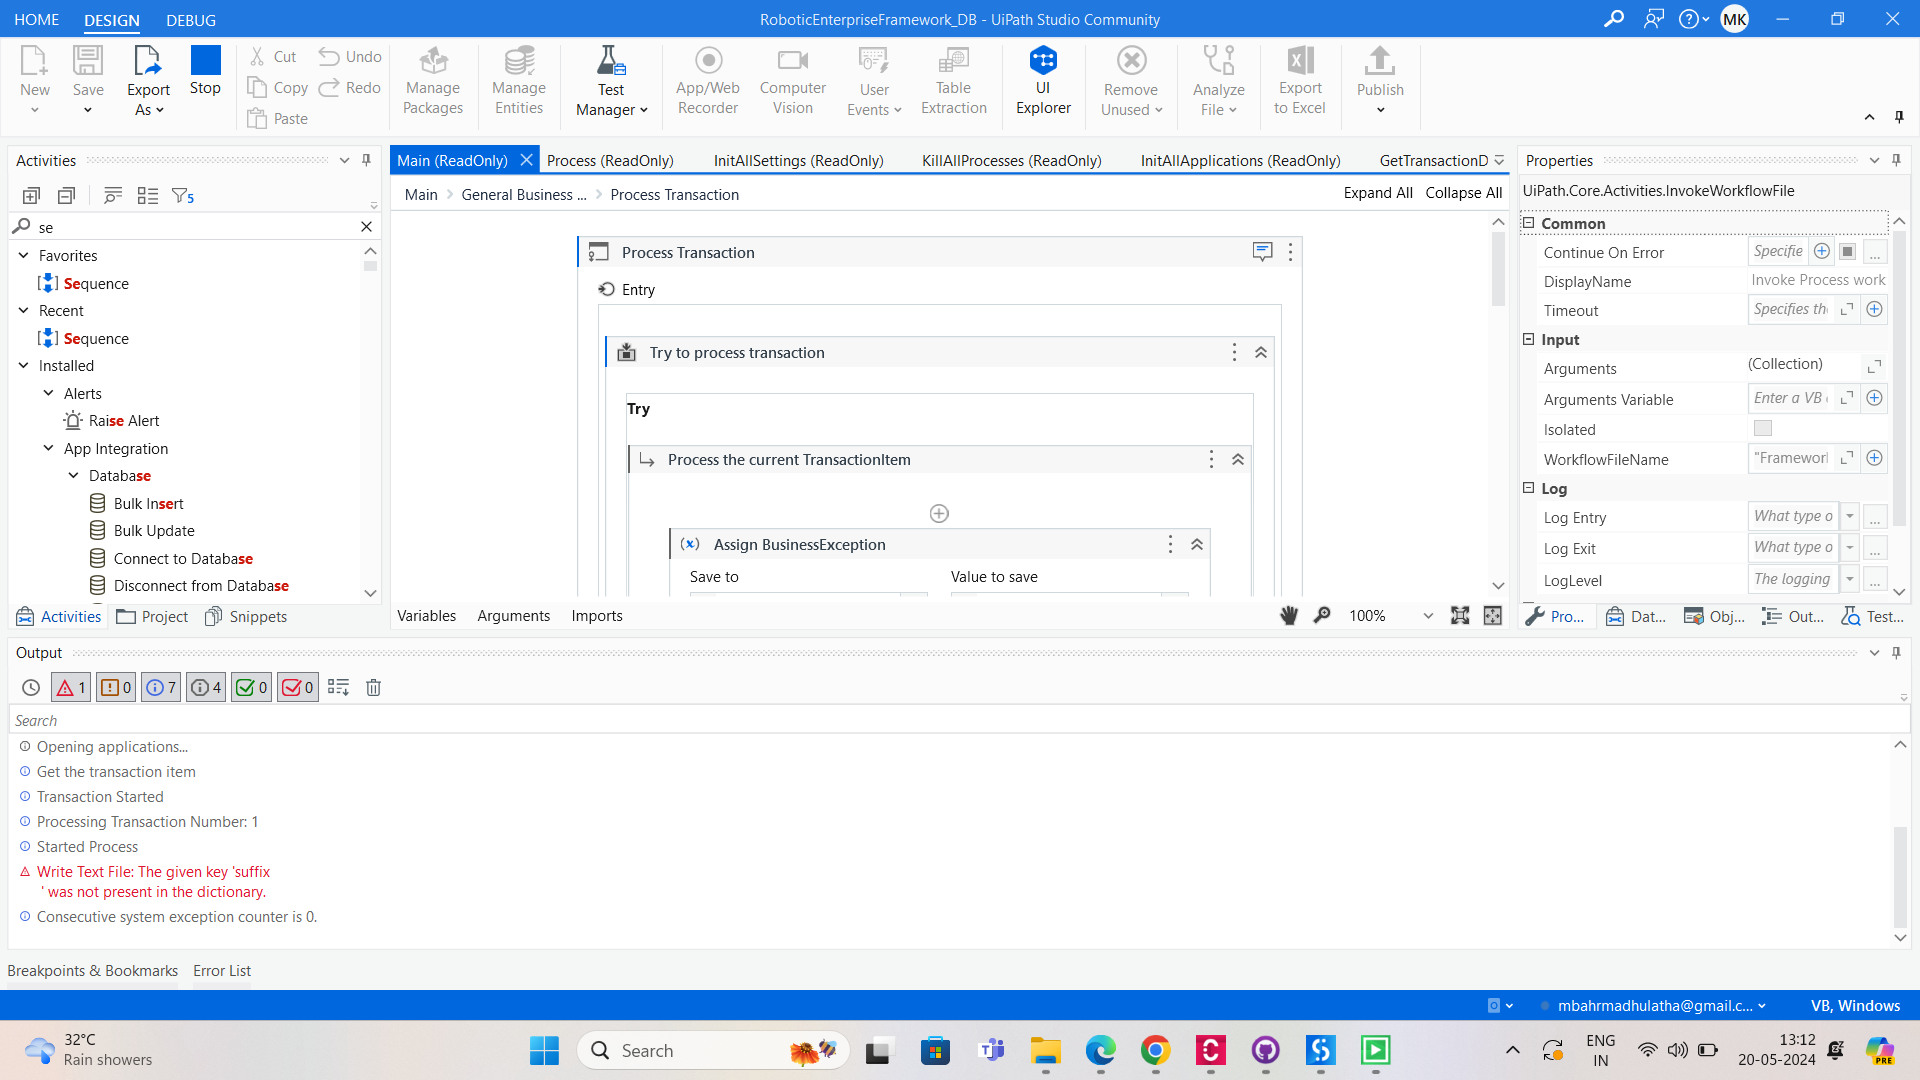 HOME DESIGN DEBUG
RoboticEnterpriseFramework_DB - UiPath Studio Community
MK
New
Save
Export As
Stop
Cut
Copy
Paste
Undo
Redo
Manage Packages
Manage Entities
Test Manager
App/Web Recorder
Computer Vision
User Events
Table Extraction
UI Explorer
Remove Unused
Analyze File
Export to Excel
Publish
Activities
5
se
Favorites
Sequence
Recent
Sequence
Installed
Alerts
Raise Alert
App Integration
Database
Bulk Insert
Bulk Update
Connect to Database
Disconnect from Database
Activities Project Snippets
Main (ReadOnly) Process (ReadOnly) InitAllSettings (ReadOnly) KillAllProcesses (ReadOnly) InitAllApplications (ReadOnly) GetTransactionD
Main > General Business ... > Process Transaction
Expand All Collapse All
Process Transaction
Entry
Try to process transaction
Try
Process the current TransactionItem
(x) Assign BusinessException
Save to Value to save
Variables Arguments Imports
100%
Properties
UiPath.Core.Activities.InvokeWorkflowFile
Common
Continue On Error Specifie ...
DisplayName Invoke Process work
Timeout Specifies th
Input
Arguments (Collection)
Arguments Variable Enter a VB
Isolated
WorkflowFileName "Framework
Log
Log Entry What type o ...
Log Exit What type o ...
LogLevel The logging ...
Pro... Dat... Obj... Out... Test...
Output
1 0 7 4 0 0
Search
Opening applications...
Get the transaction item
Transaction Started
Processing Transaction Number: 1
Started Process
Write Text File: The given key 'suffix
' was not present in the dictionary.
Consecutive system exception counter is 0.
Breakpoints & Bookmarks Error List
mbahrmadhulatha@gmail.c... VB, Windows
32°C
Rain showers
Search
ENG
IN
13:12
20-05-2024
PRE